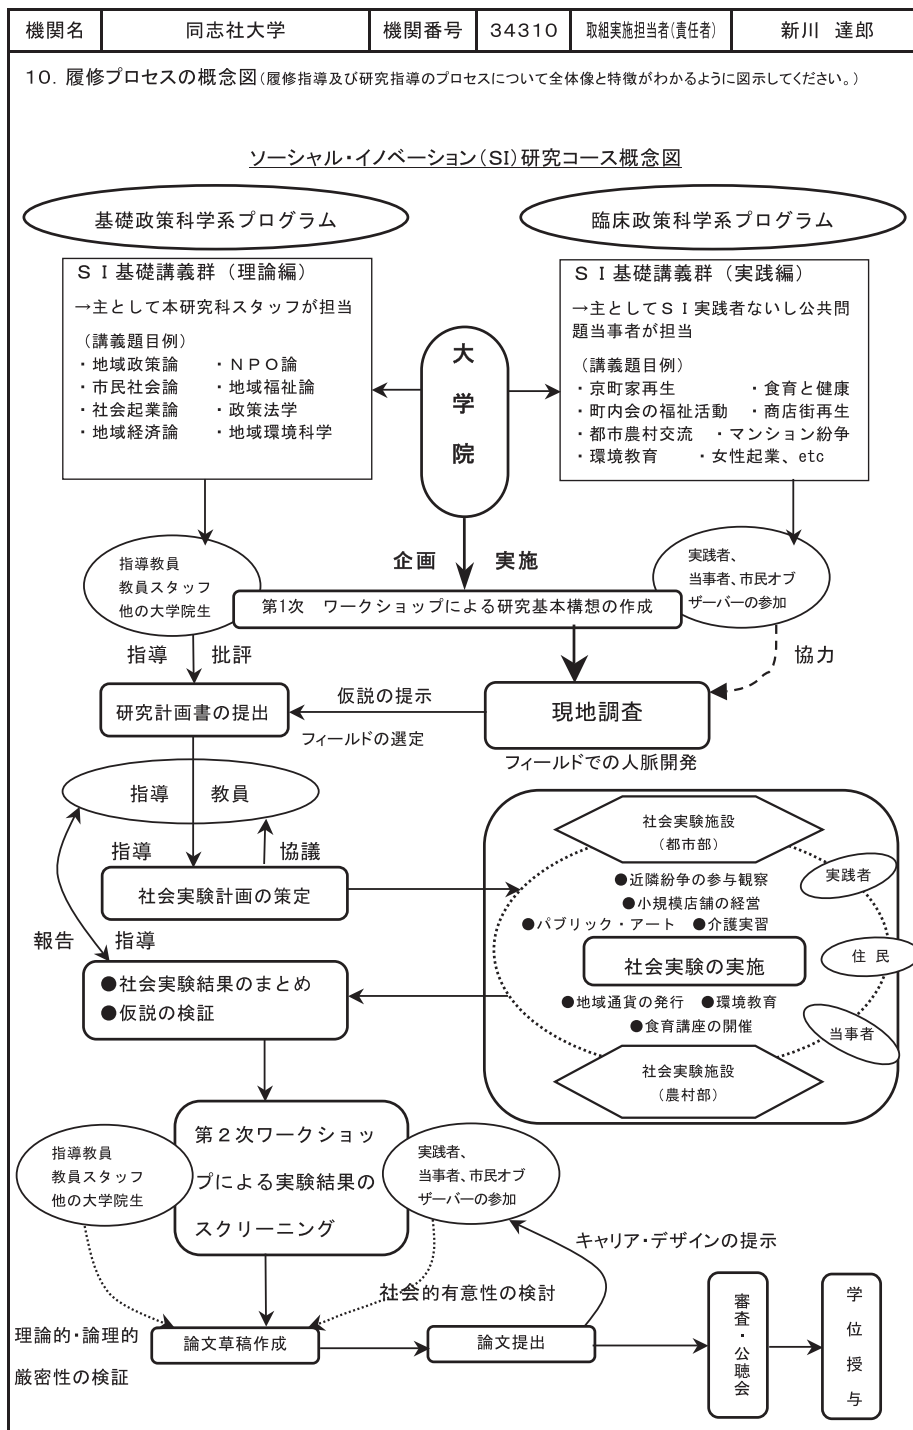 機関名 同志社大学 機関番号 34310 取組実施担当者(責任者) 新川 達郎
10. 履修プロセスの概念図(履修指導及び研究指導のプロセスについて全体像と特徴がわかるように図示してください。)
ソーシャル・イノベーション(SI)研究コース概念図
基礎政策科学系プログラム
臨床政策科学系プログラム
SI基礎講義群(理論編)
→主として本研究科スタッフが担当
(講義題目例)
・地域政策論 ・NPO論
・市民社会論 ・地域福祉論
・社会起業論 ・政策法学
・地域経済論 ・地域環境科学
大学院
SI基礎講義群(実践編)
→主としてSI実践者ないし公共問
題当事者が担当
(講義題目例)
・京町家再生 ・食育と健康
・町内会の福祉活動 ・商店街再生
・都市農村交流 ・マンション紛争
・環境教育 ・女性起業、etc
企画 実施
指導教員
教員スタッフ
他の大学院生
実践者、
当事者、市民オブ
ザーバーの参加
第1次 ワークショップによる研究基本構想の作成
指導 批評
協力
研究計画書の提出
仮説の提示
フィールドの選定
現地調査
フィールドでの人脈開発
指導 教員
指導 協議
社会実験計画の策定
報告 指導
●社会実験結果のまとめ
●仮説の検証
社会実験施設
(都市部)
●近隣紛争の参与観察
●小規模店舗の経営
●パブリック・アート ●介護実習
社会実験の実施
●地域通貨の発行 ●環境教育
●食育講座の開催
社会実験施設
(農村部)
実践者
住民
当事者
第2次ワークショッ
プによる実験結果の
スクリーニング
指導教員
教員スタッフ
他の大学院生
実践者、
当事者、市民オブ
ザーバーの参加
キャリア・デザインの提示
社会的有意性の検討
理論的・論理的
厳密性の検証
論文草稿作成
論文提出
審査・公聴会
学位授与